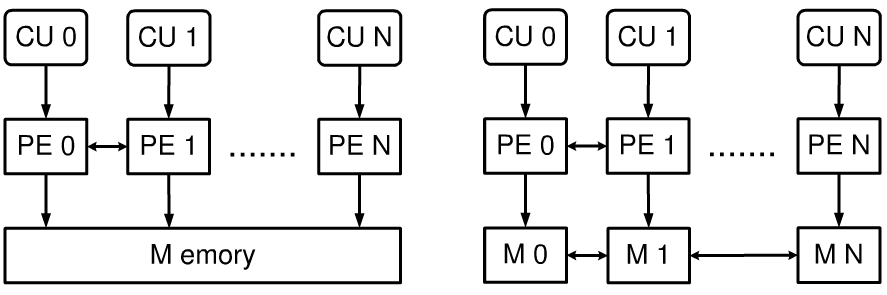 CU 0 CU 1 CU N CU 0 CU 1 CU N
PE 0 PE 1 ....... PE N PE 0 PE 1 ....... PE N
M emory M 0 M 1 M N